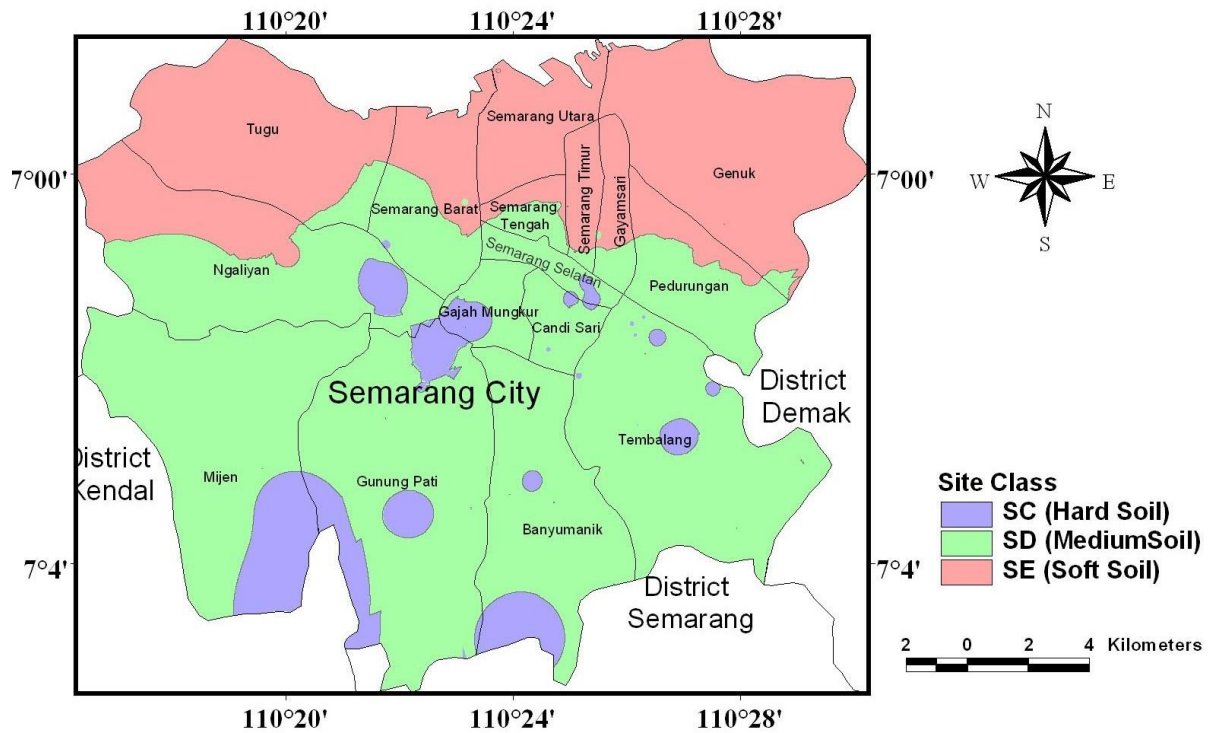 110°20' 110°24' 110°28'
N
W E
S
7°00' 7°00'
Tugu
Semarang Utara
Semarang Timur
Gayamsari
Genuk
Semarang Barat
Semarang
Tengah
Semarang Selatan
Ngaliyan
Pedurungan
Gajah Mungkur
Candi Sari
Semarang City
District
Demak
Tembalang
District
Kendal
Mijen
Gunung Pati
Banyumanik
7°4' 7°4'
District
Semarang
Site Class
SC (Hard Soil)
SD (MediumSoil)
SE (Soft Soil)
2 0 2 4 Kilometers
110°20' 110°24' 110°28'